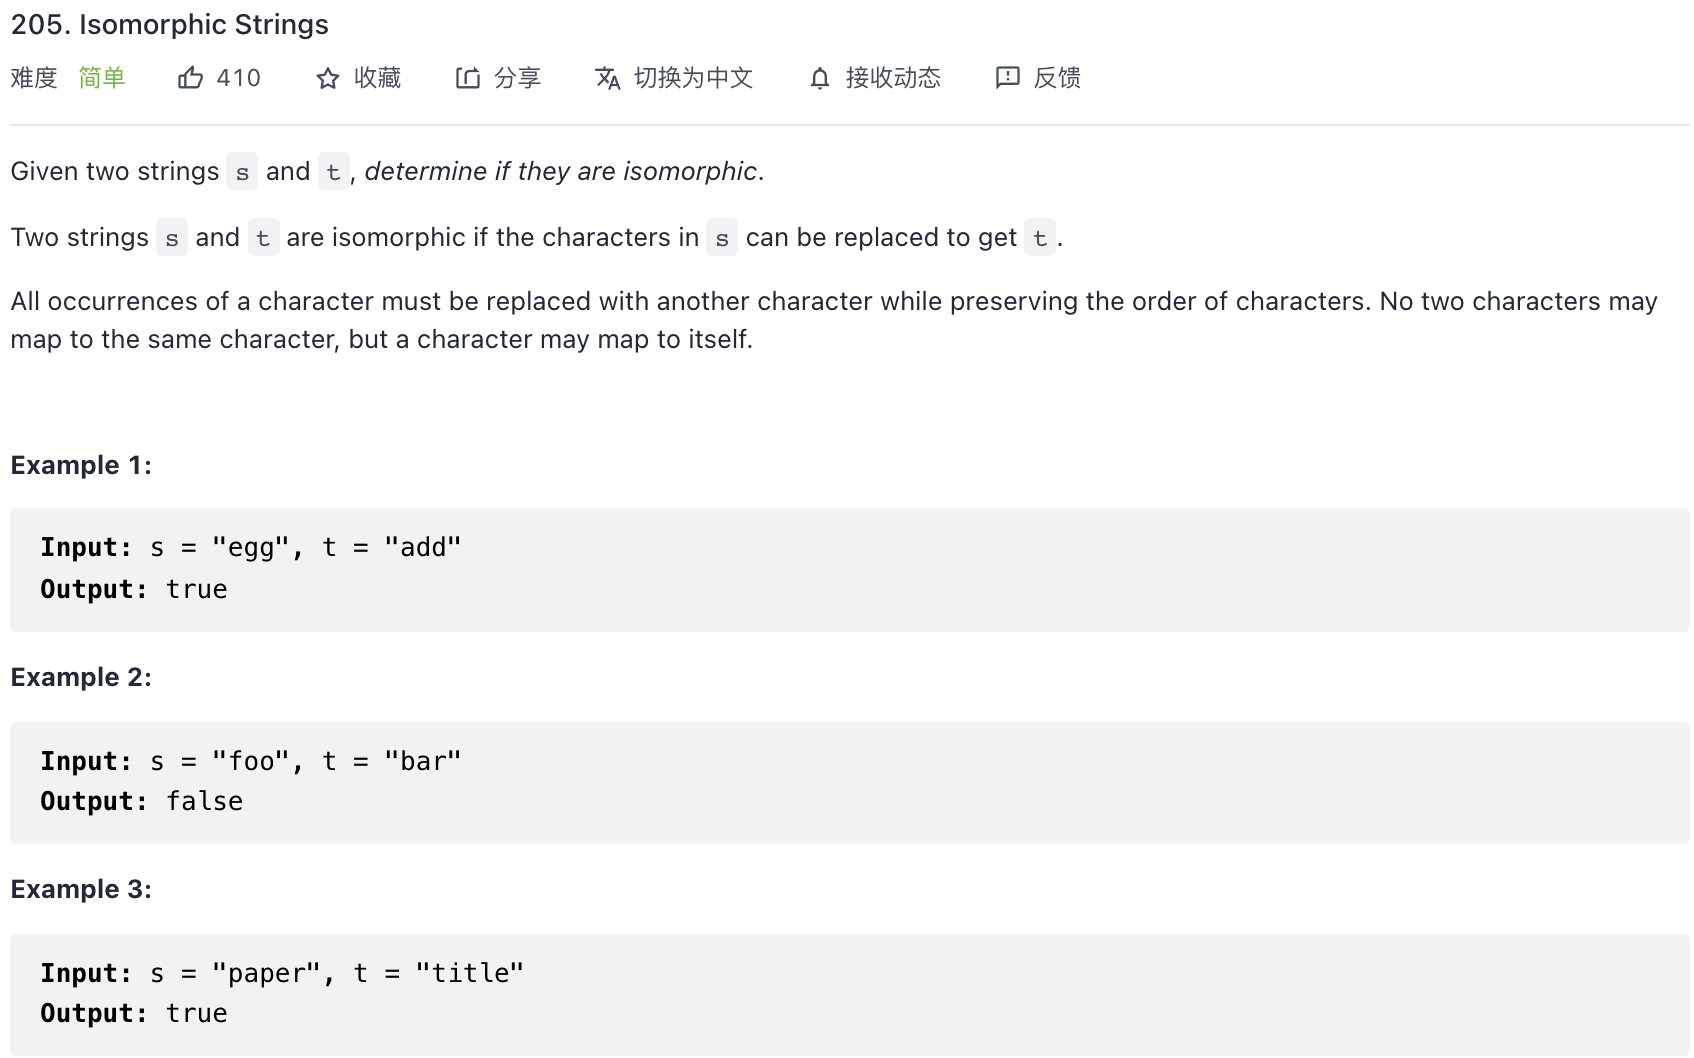 205. Isomorphic Strings
难度 简单 410 收藏 分享 切换为中文 接收动态 反馈
Given two strings s and t, determine if they are isomorphic.
Two strings s and t are isomorphic if the characters in s can be replaced to get t.
All occurrences of a character must be replaced with another character while preserving the order of characters. No two characters may
map to the same character, but a character may map to itself.
Example 1:
Input: s = "egg", t = "add"
Output: true
Example 2:
Input: s = "foo", t = "bar"
Output: false
Example 3:
Input: s = "paper", t = "title"
Output: true